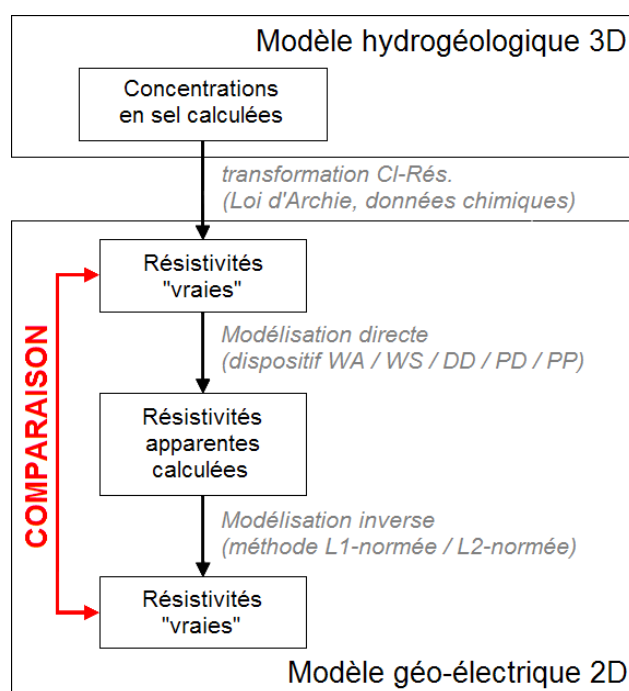 Modèle hydrogéologique 3D
Concentrations
en sel calculées
transformation Cl-Rés.
(Loi d'Archie, données chimiques)
Résistivités
"vraies"
Modélisation directe
(dispositif WA / WS / DD / PD / PP)
COMPARAISON
Résistivités
apparentes
calculées
Modélisation inverse
(méthode L1-normée / L2-normée)
Résistivités
"vraies"
Modèle géo-électrique 2D